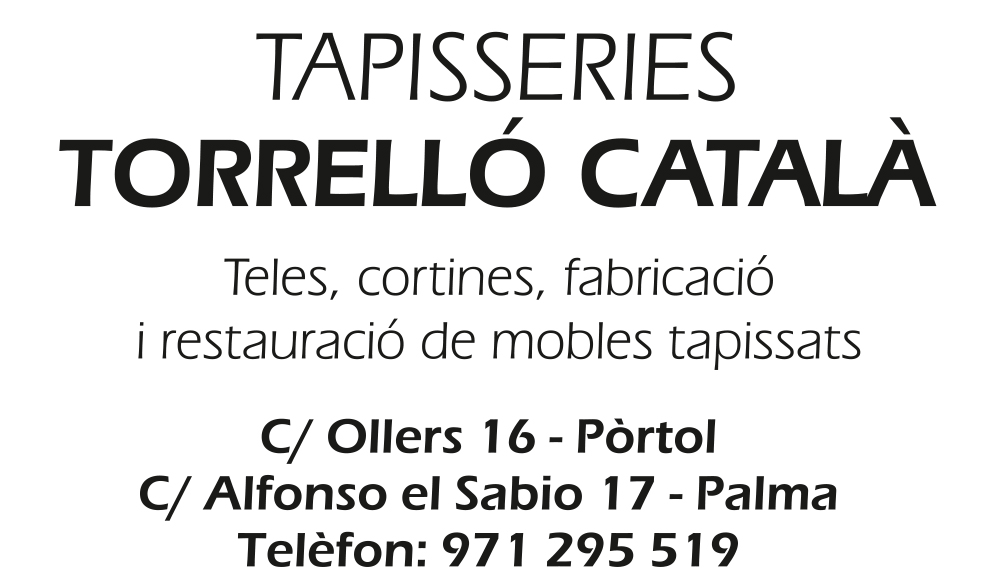 TAPISSERIES
TORRELLÓ CATALÀ
Teles, cortines, fabricació
i restauració de mobles tapissats
C/ Ollers 16 - Pòrtol
C/ Alfonso el Sabio 17 - Palma
Telèfon: 971 295 519